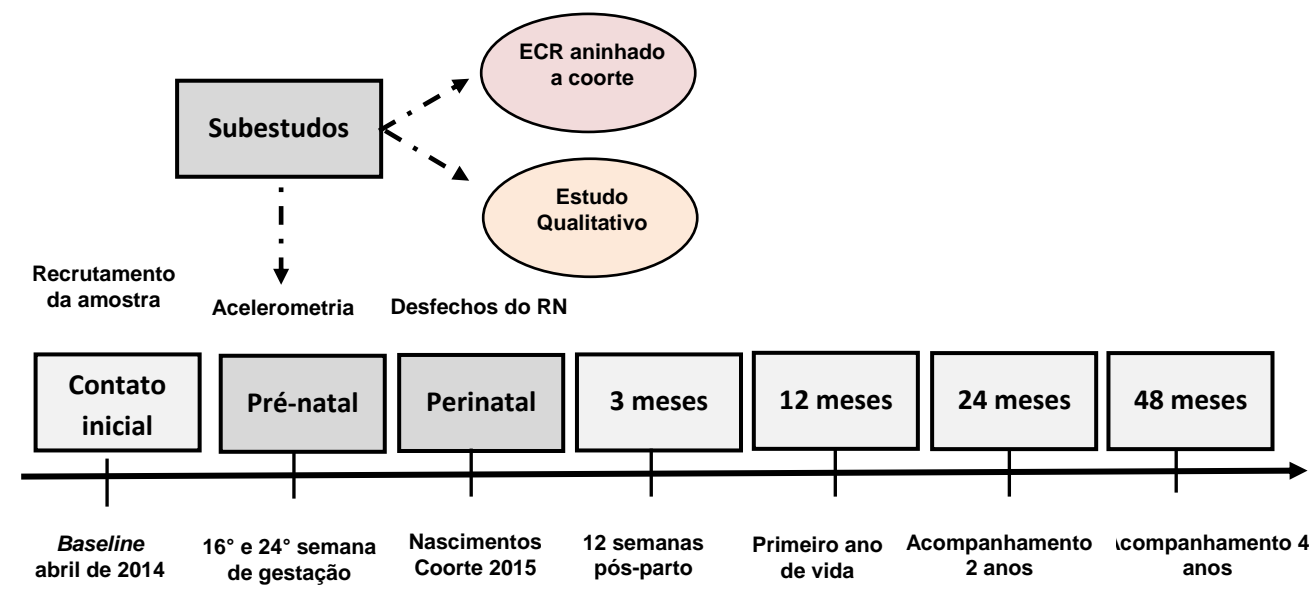 ECR aninhado
a coorte
Subestudos
Estudo
Qualitativo
Recrutamento
da amostra
Acelerometria
Desfechos do RN
Contato
inicial
Pré-natal
Perinatal
3 meses
12 meses
24 meses
48 meses
Baseline
abril de 2014
16° e 24° semana
de gestação
Nascimentos
Coorte 2015
12 semanas
pós-parto
Primeiro ano
de vida
Acompanhamento
2 anos
companhamento 4
anos